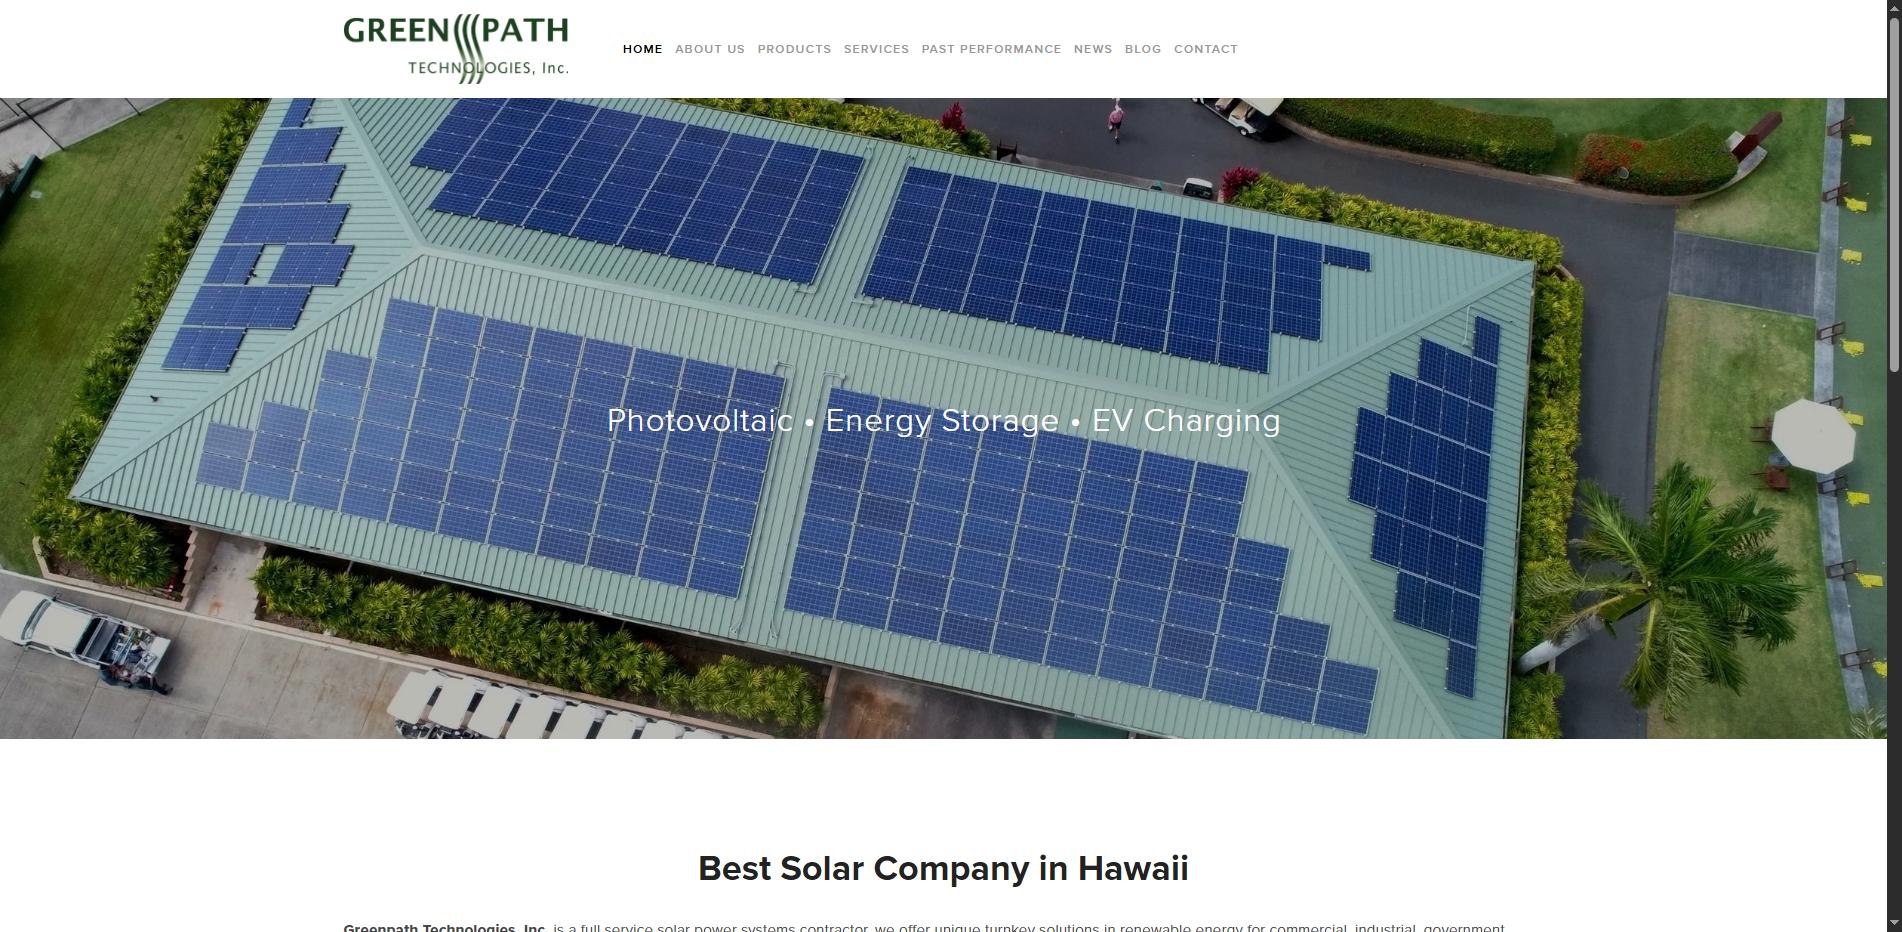 GREEN PATH
TECHNOLOGIES, Inc.
HOME ABOUT US PRODUCTS SERVICES PAST PERFORMANCE NEWS BLOG CONTACT
Photovoltaic • Energy Storage • EV Charging
Best Solar Company in Hawaii
Greenpath Technologies, Inc. is a full service solar power systems contractor, we offer unique turnkey solutions in renewable energy for commercial, industrial, government